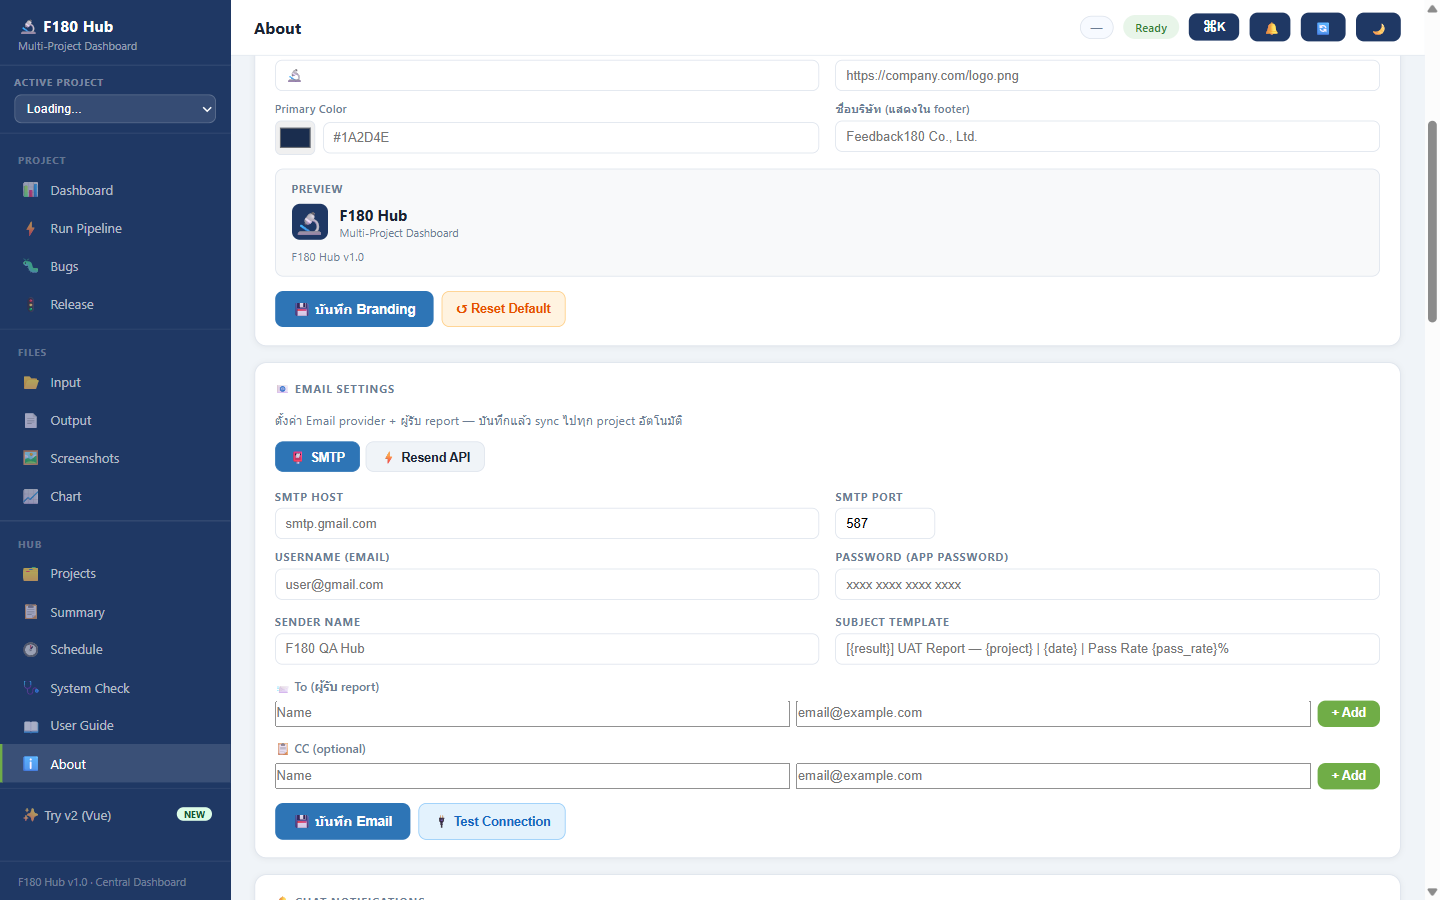 F180 Hub
Multi-Project Dashboard
ACTIVE PROJECT
Loading...
PROJECT
Dashboard
Run Pipeline
Bugs
Release
FILES
Input
Output
Screenshots
Chart
HUB
Projects
Summary
Schedule
System Check
User Guide
About
Try v2 (Vue) NEW
F180 Hub v1.0 · Central Dashboard
About
— Ready ⌘K
https://company.com/logo.png
Primary Color
#1A2D4E
ชื่อบริษัท (แสดงใน footer)
Feedback180 Co., Ltd.
PREVIEW
F180 Hub
Multi-Project Dashboard
F180 Hub v1.0
บันทึก Branding
↺ Reset Default
EMAIL SETTINGS
ตั้งค่า Email provider + ผู้รับ report — บันทึกแล้ว sync ไปทุก project อัตโนมัติ
SMTP
Resend API
SMTP HOST
smtp.gmail.com
SMTP PORT
587
USERNAME (EMAIL)
user@gmail.com
PASSWORD (APP PASSWORD)
xxxx xxxx xxxx xxxx
SENDER NAME
F180 QA Hub
SUBJECT TEMPLATE
[{result}] UAT Report — {project} | {date} | Pass Rate {pass_rate}%
To (ผู้รับ report)
Name
email@example.com
+ Add
CC (optional)
Name
email@example.com
+ Add
บันทึก Email
Test Connection
CHAT NOTIFICATIONS